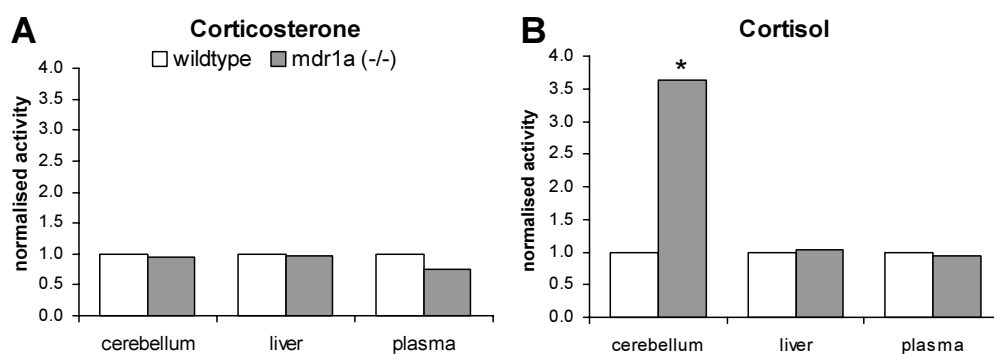 A Corticosterone
wildtype mdr1a (-/-)
normalised activity
4.0
3.5
3.0
2.5
2.0
1.5
1.0
0.5
0.0
cerebellum liver plasma
B Cortisol
normalised activity
4.0
3.5
3.0
2.5
2.0
1.5
1.0
0.5
0.0
*
cerebellum liver plasma